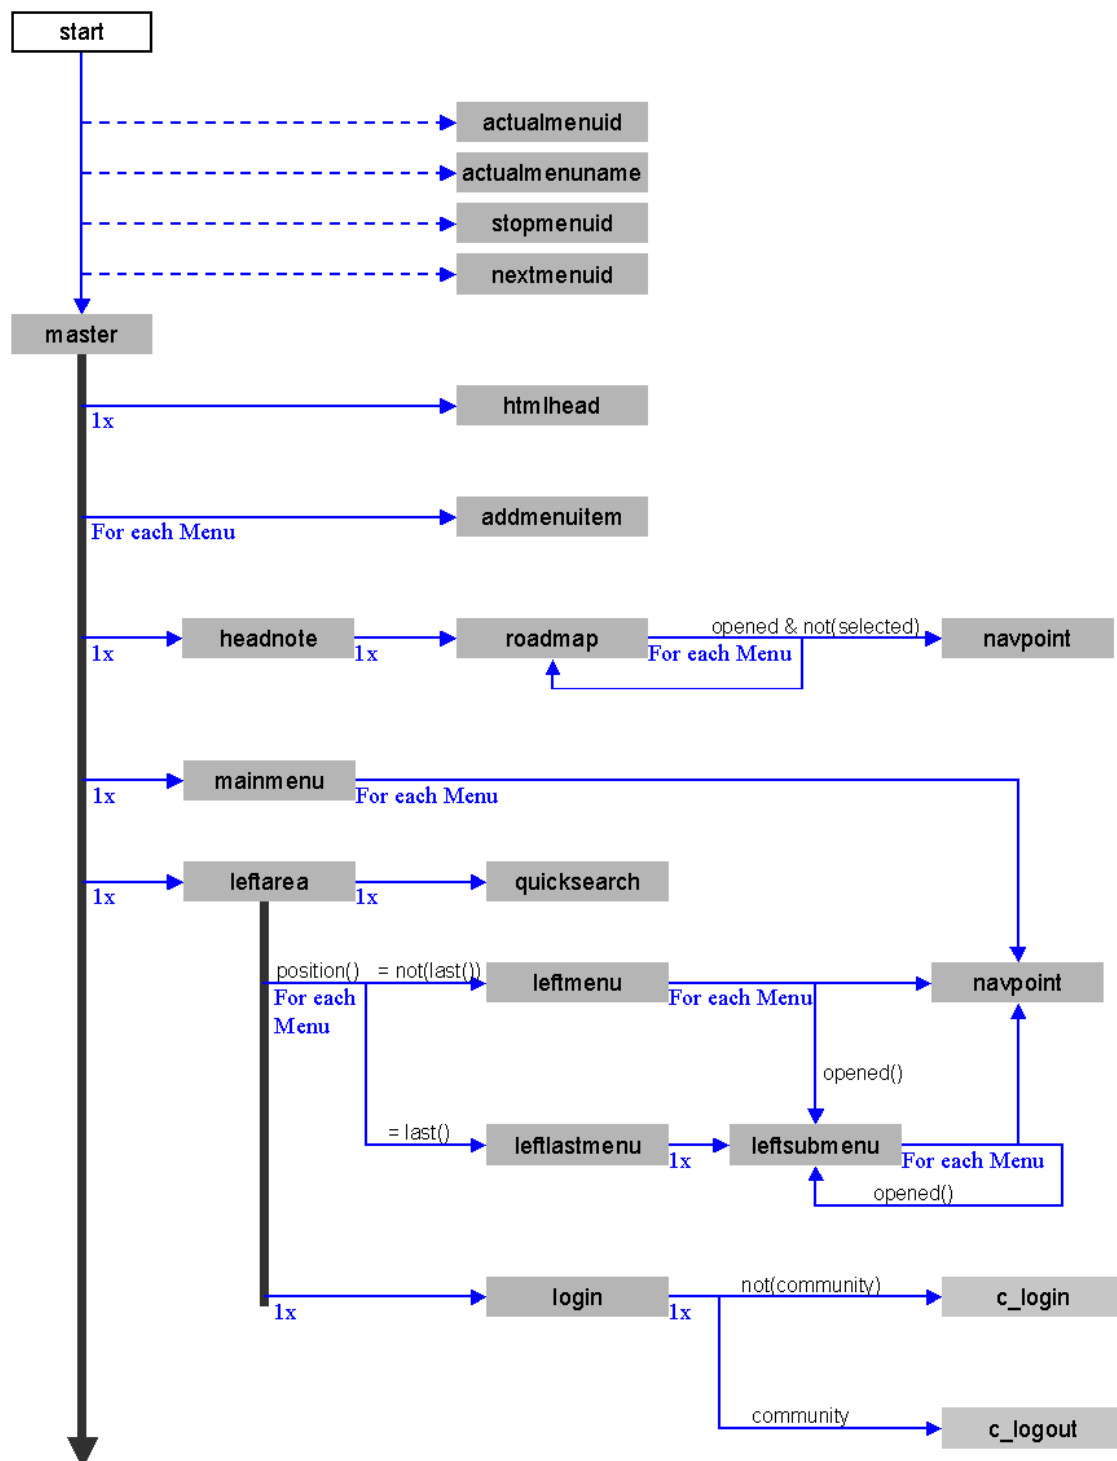 start
actualmenuid
actualmenuname
stopmenuid
nextmenuid
master
htmlhead
1x
addmenuitem
For each Menu
headnote
roadmap
opened & not(selected)
navpoint
1x
1x
For each Menu
mainmenu
1x
For each Menu
leftarea
quicksearch
1x
1x
position() = not(last())
leftmenu
navpoint
For each
Menu
For each Menu
opened()
= last()
leftlastmenu
leftsubmenu
1x
For each Menu
opened()
not(community)
login
c_login
1x
1x
community
c_logout